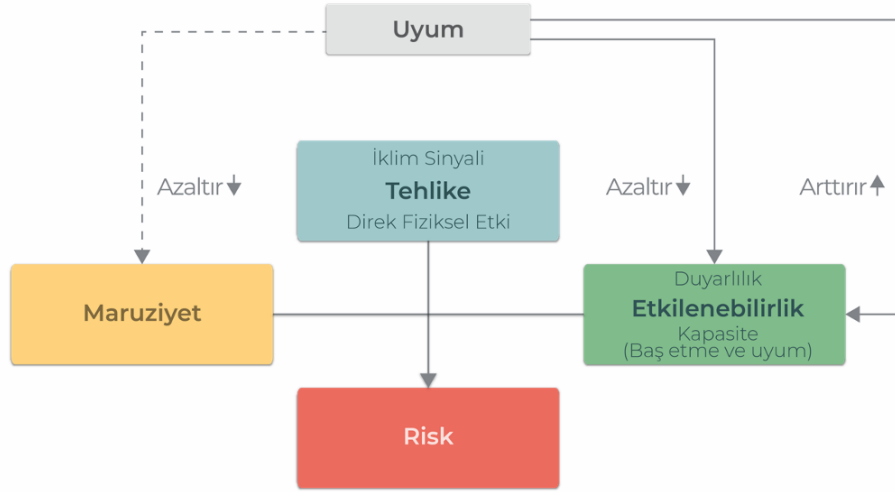 Uyum
İklim Sinyali
Tehlike
Direk Fiziksel Etki
Azaltır
Azaltır
Arttırır
Maruziyet
Duyarlılık
Etkilenebilirlik
Kapasite
(Baş etme ve uyum)
Risk